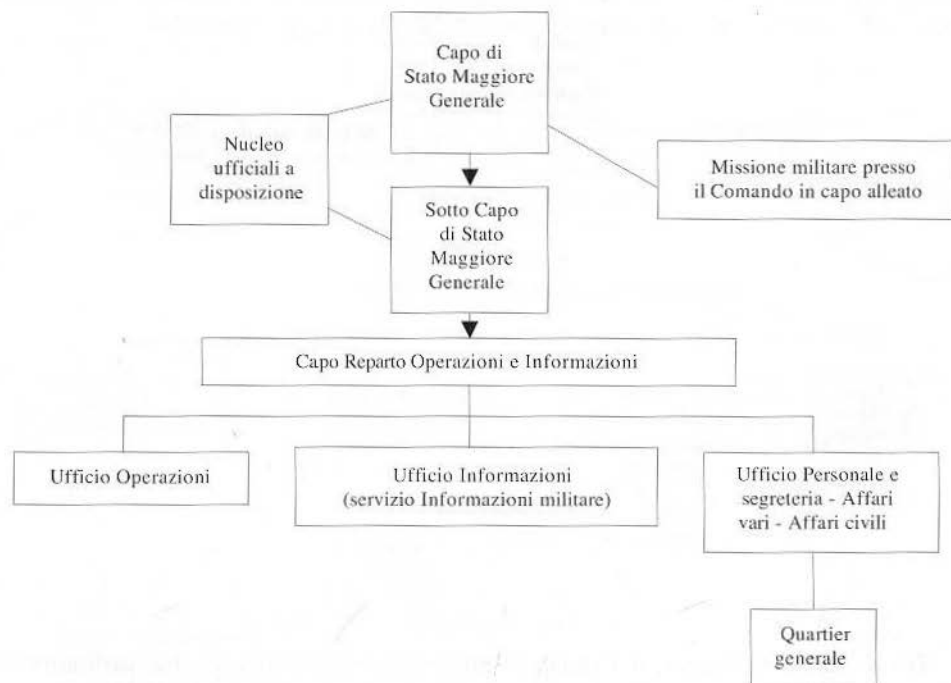 Capo di
Stato Maggiore
Generale
Nucleo
ufficiali a
disposizione
Missione militare presso
il Comando in capo alleato
Sotto Capo
di Stato
Maggiore
Generale
Capo Reparto Operazioni e Informazioni
Ufficio Operazioni
Ufficio Informazioni
(servizio Informazioni militare)
Ufficio Personale e
segreteria - Affari
vari - Affari civili
Quartier
generale